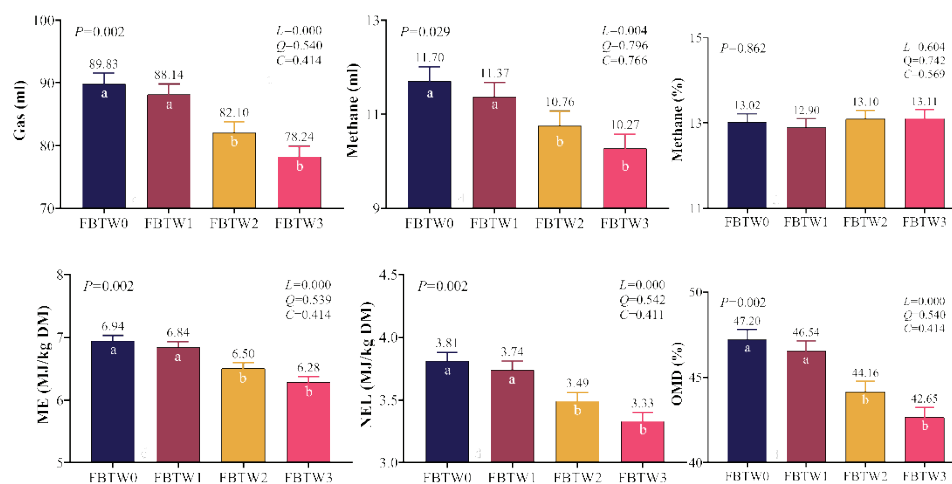 100
90
80
70
Gas (ml)
P=0.002
L=0.000
Q=0.540
C=0.414
89.83
88.14
82.10
78.24
a
a
b
b
FBTW0
FBTW1
FBTW2
FBTW3
13
11
9
Methane (ml)
P=0.029
L=0.004
Q=0.796
C=0.766
11.70
11.37
10.76
10.27
a
a
b
b
FBTW0
FBTW1
FBTW2
FBTW3
15
13
11
Methane (%)
P=0.862
L=0.604
Q=0.742
C=0.569
13.02
12.90
13.10
13.11
FBTW0
FBTW1
FBTW2
FBTW3
8
7
6
5
ME (MJ/kg DM)
P=0.002
L=0.000
Q=0.539
C=0.414
6.94
6.84
6.50
6.28
a
a
b
b
FBTW0
FBTW1
FBTW2
FBTW3
4.5
4.0
3.5
3.0
NEL (MJ/kg DM)
P=0.002
L=0.000
Q=0.542
C=0.411
3.81
3.74
3.49
3.33
a
a
b
b
FBTW0
FBTW1
FBTW2
FBTW3
50
45
40
OMD (%)
P=0.002
L=0.000
Q=0.540
C=0.414
47.20
46.54
44.16
42.65
a
a
b
b
FBTW0
FBTW1
FBTW2
FBTW3